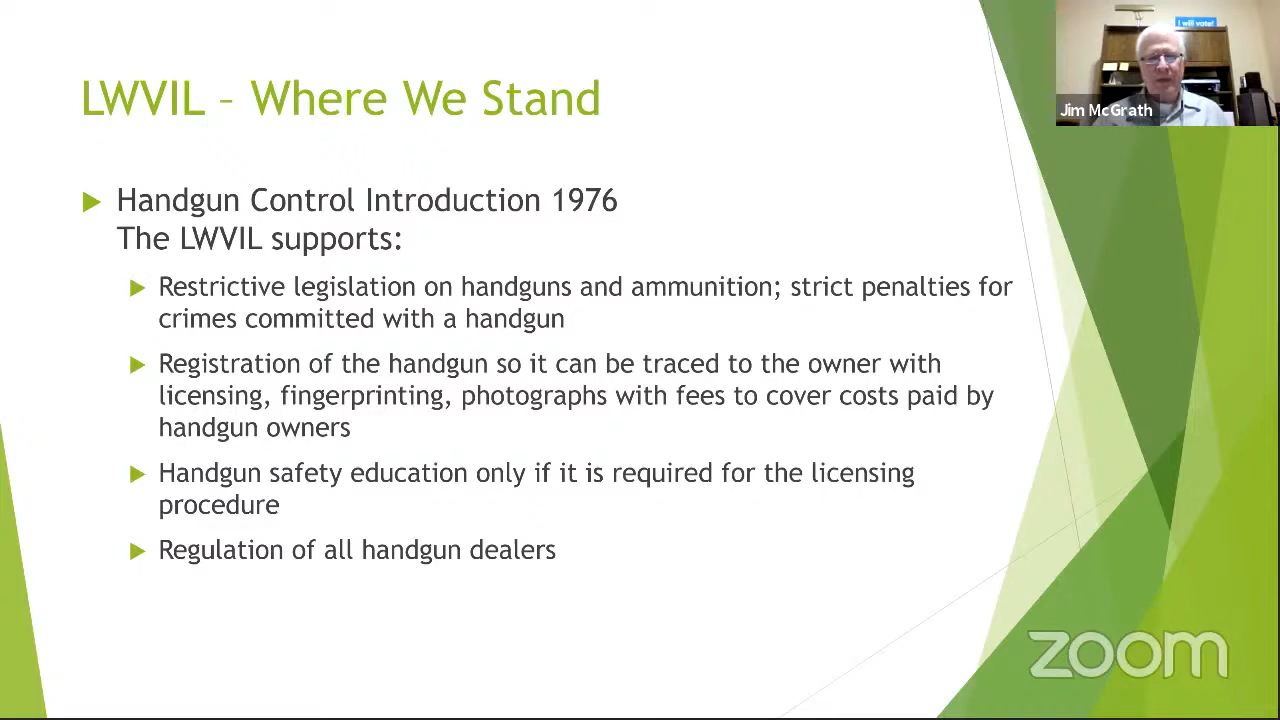 LWVIL – Where We Stand
I will vote!
Jim McGrath
Handgun Control Introduction 1976
The LWVIL supports:
Restrictive legislation on handguns and ammunition; strict penalties for
crimes committed with a handgun
Registration of the handgun so it can be traced to the owner with
licensing, fingerprinting, photographs with fees to cover costs paid by
handgun owners
Handgun safety education only if it is required for the licensing
procedure
Regulation of all handgun dealers
zoom